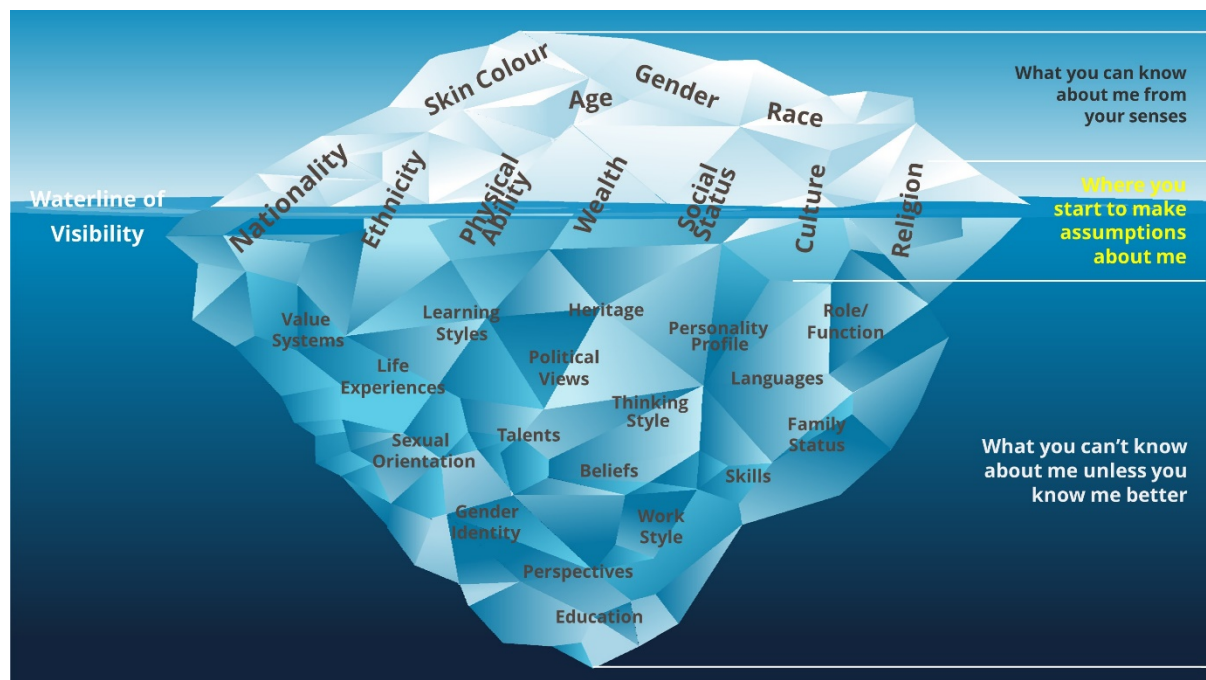 Skin Colour
Age
Gender
Race
What you can know
about me from
your senses
Nationality
Ethnicity
Physical
Ability
Wealth
Social
Status
Culture
Religion
Waterline of
Visibility
Where you
start to make
assumptions
about me
Value
Systems
Learning
Styles
Heritage
Personality
Profile
Role/
Function
Life
Experiences
Political
Views
Languages
Thinking
Style
Sexual
Orientation
Talents
Beliefs
Family
Status
Skills
What you can’t know
about me unless you
know me better
Gender
Identity
Work
Style
Perspectives
Education